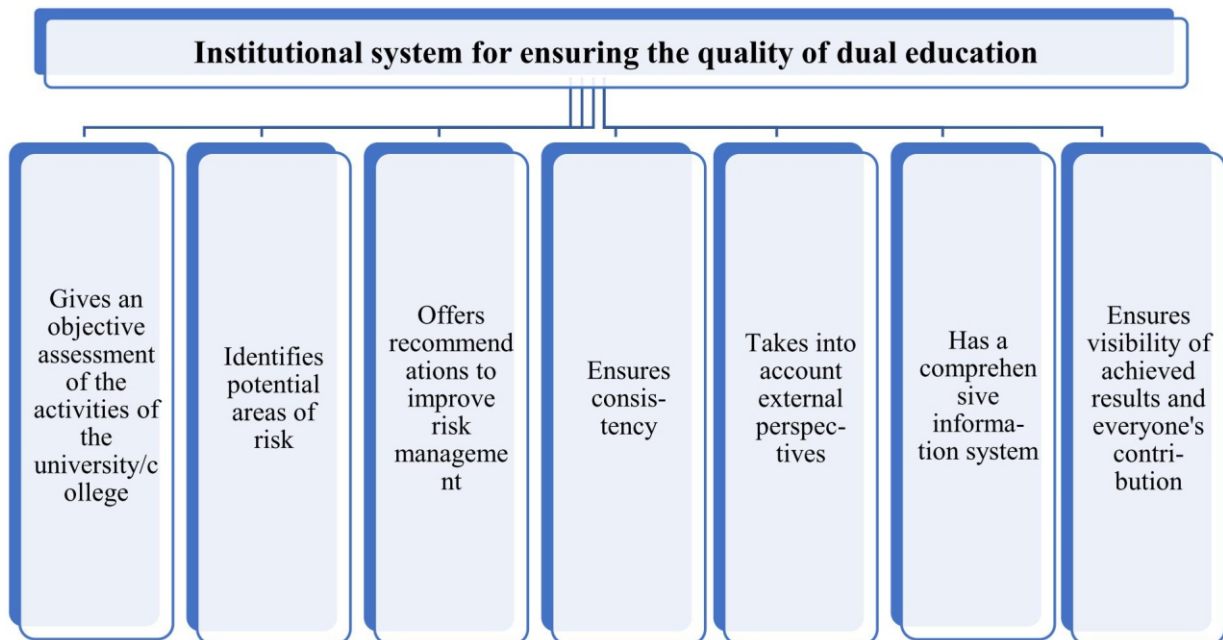 Institutional system for ensuring the quality of dual education
Gives an
objective
assessment
of the
activities of
the
university/c
ollege
Identifies
potential
areas of
risk
Offers
recommend
ations to
improve
risk
manageme
nt
Ensures
consis-
tency
Takes into
account
external
perspec-
tives
Has a
comprehen
sive
informa-
tion system
Ensures
visibility of
achieved
results and
everyone's
contri-
bution